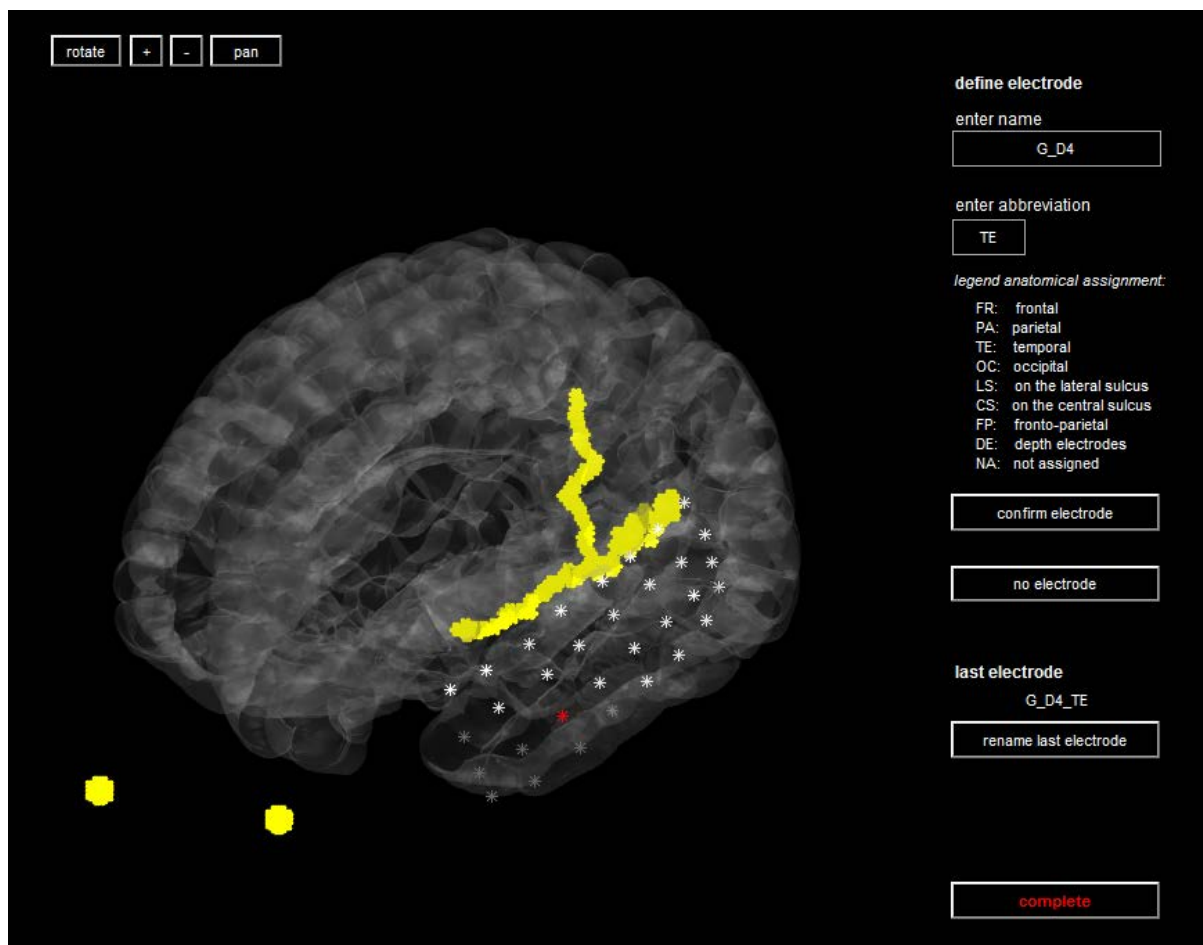 rotate + - pan
define electrode
enter name
G_D4
enter abbreviation
TE
legend anatomical assignment:
FR: frontal
PA: parietal
TE: temporal
OC: occipital
LS: on the lateral sulcus
CS: on the central sulcus
FP: fronto-parietal
DE: depth electrodes
NA: not assigned
confirm electrode
no electrode
last electrode
G_D4_TE
rename last electrode
complete